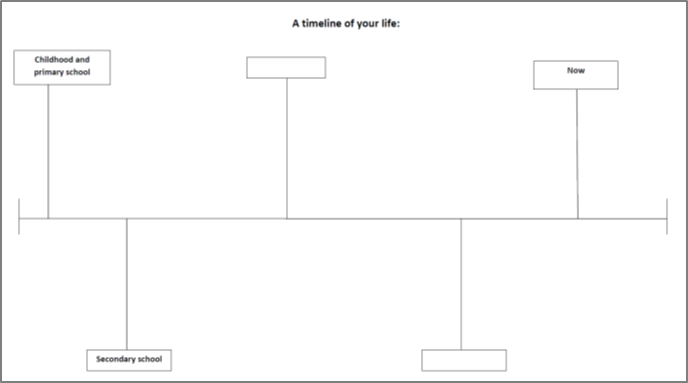 A timeline of your life:
Childhood and
primary school
Now
Secondary school